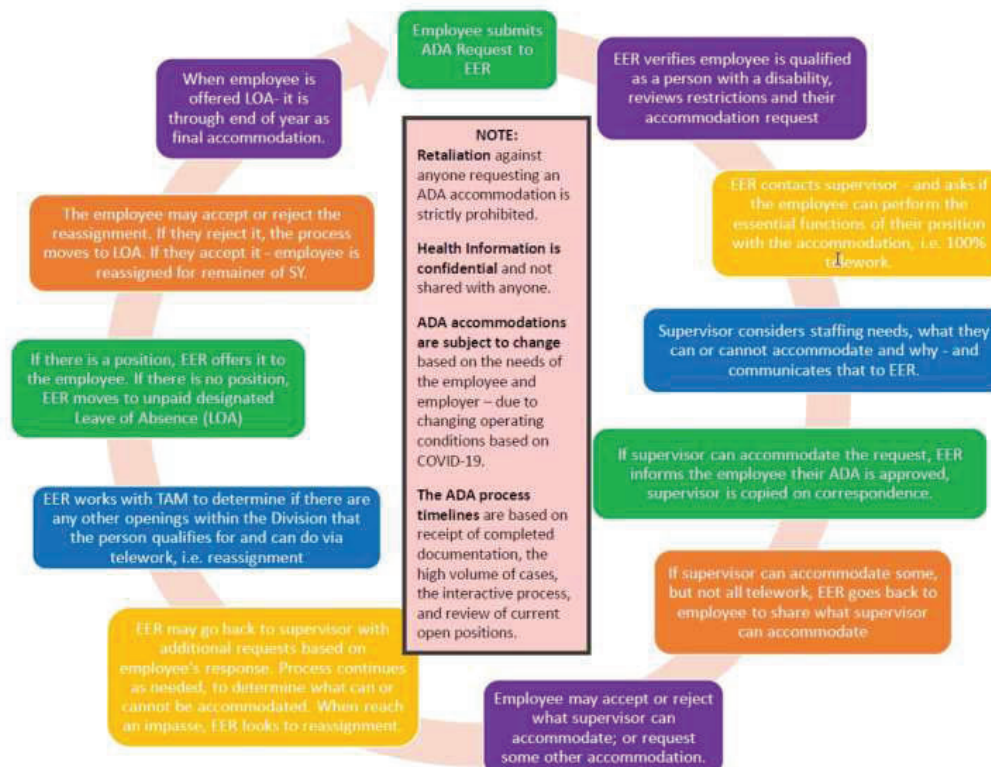 Employee submits
ADA Request to
EER
EER verifies employee is qualified
as a person with a disability,
reviews restrictions and their
accommodation request
EER contacts supervisor - and asks if
the employee can perform the
essential functions of their position
with the accommodation, i.e. 100%
telework.
Supervisor considers staffing needs, what they
can or cannot accommodate and why - and
communicates that to EER.
If supervisor can accommodate the request, EER
informs the employee their ADA is approved,
supervisor is copied on correspondence.
If supervisor can accommodate some,
but not all telework, EER goes back to
employee to share what supervisor
can accommodate
Employee may accept or reject
what supervisor can
accommodate; or request
some other accommodation.
EER may go back to supervisor with
additional requests based on
employee's response. Process continues
as needed, to determine what can or
cannot be accommodated. When reach
an impasse, EER looks to reassignment.
EER works with TAM to determine if there are
any other openings within the Division that
the person qualifies for and can do via
telework, i.e. reassignment
If there is a position, EER offers it to
the employee. If there is no position,
EER moves to unpaid designated
Leave of Absence (LOA)
The employee may accept or reject the
reassignment. If they reject it, the process
moves to LOA. If they accept it - employee is
reassigned for remainer of SY.
When employee is
offered LOA- it is
through end of year as
final accommodation.
NOTE:
Retaliation against
anyone requesting an
ADA accommodation is
strictly prohibited.
Health Information is
confidential and not
shared with anyone.
ADA accommodations
are subject to change
based on the needs of
the employee and
employer – due to
changing operating
conditions based on
COVID-19.
The ADA process
timelines are based on
receipt of completed
documentation, the
high volume of cases,
the interactive process,
and review of current
open positions.